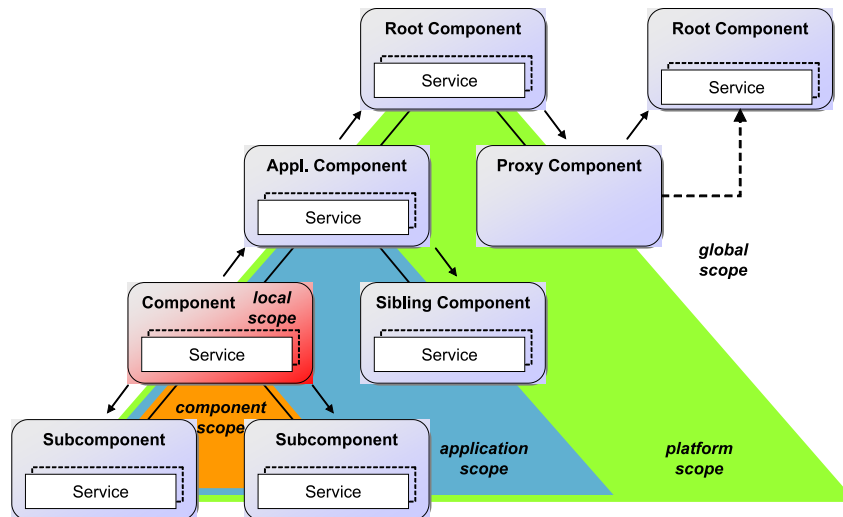 Root Component
Service
Root Component
Service
Appl. Component
Service
Proxy Component
global
scope
Component
local
scope
Service
Sibling Component
Service
component
scope
Subcomponent
Service
Subcomponent
Service
application
scope
platform
scope